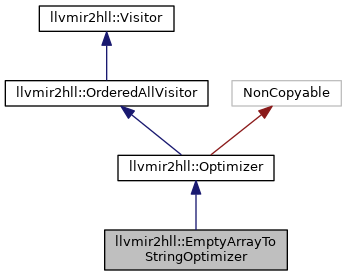 llvmir2hll::Visitor
llvmir2hll::OrderedAllVisitor
NonCopyable
llvmir2hll::Optimizer
llvmir2hll::EmptyArrayTo
StringOptimizer